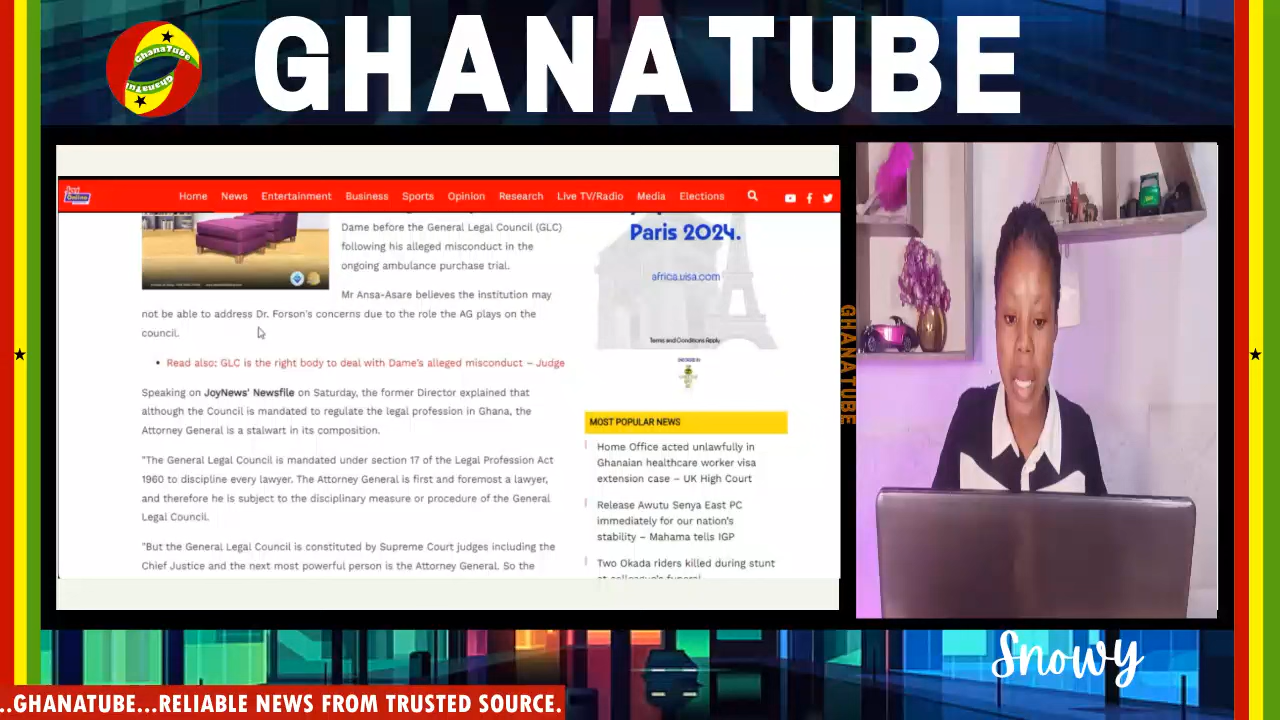 GHANATUBE
GhanaTube
GhanaTube
Home News Entertainment Business Sports Opinion Research Live TV/Radio Media Elections
Dame before the General Legal Council (GLC)
following his alleged misconduct in the
ongoing ambulance purchase trial.
Mr Ansa-Asare believes the institution may
not be able to address Dr. Forson's concerns due to the role the AG plays on the
council.
Read also: GLC is the right body to deal with Dame's alleged misconduct – Judge
Speaking on JoyNews' Newsfile on Saturday, the former Director explained that
although the Council is mandated to regulate the legal profession in Ghana, the
Attorney General is a stalwart in its composition.
"The General Legal Council is mandated under section 17 of the Legal Profession Act
1960 to discipline every lawyer. The Attorney General is first and foremost a lawyer,
and therefore he is subject to the disciplinary measure or procedure of the General
Legal Council.
"But the General Legal Council is constituted by Supreme Court judges including the
Chief Justice and the next most powerful person is the Attorney General. So the
Paris 2024.
africa.visa.com
Terms and Conditions Apply
MOST POPULAR NEWS
Home Office acted unlawfully in
Ghanaian healthcare worker visa
extension case – UK High Court
Release Awutu Senya East PC
immediately for our nation's
stability – Mahama tells IGP
Two Okada riders killed during stunt
at colleague's funeral
GHANATUBE
Snowy
..GHANATUBE...RELIABLE NEWS FROM TRUSTED SOURCE.